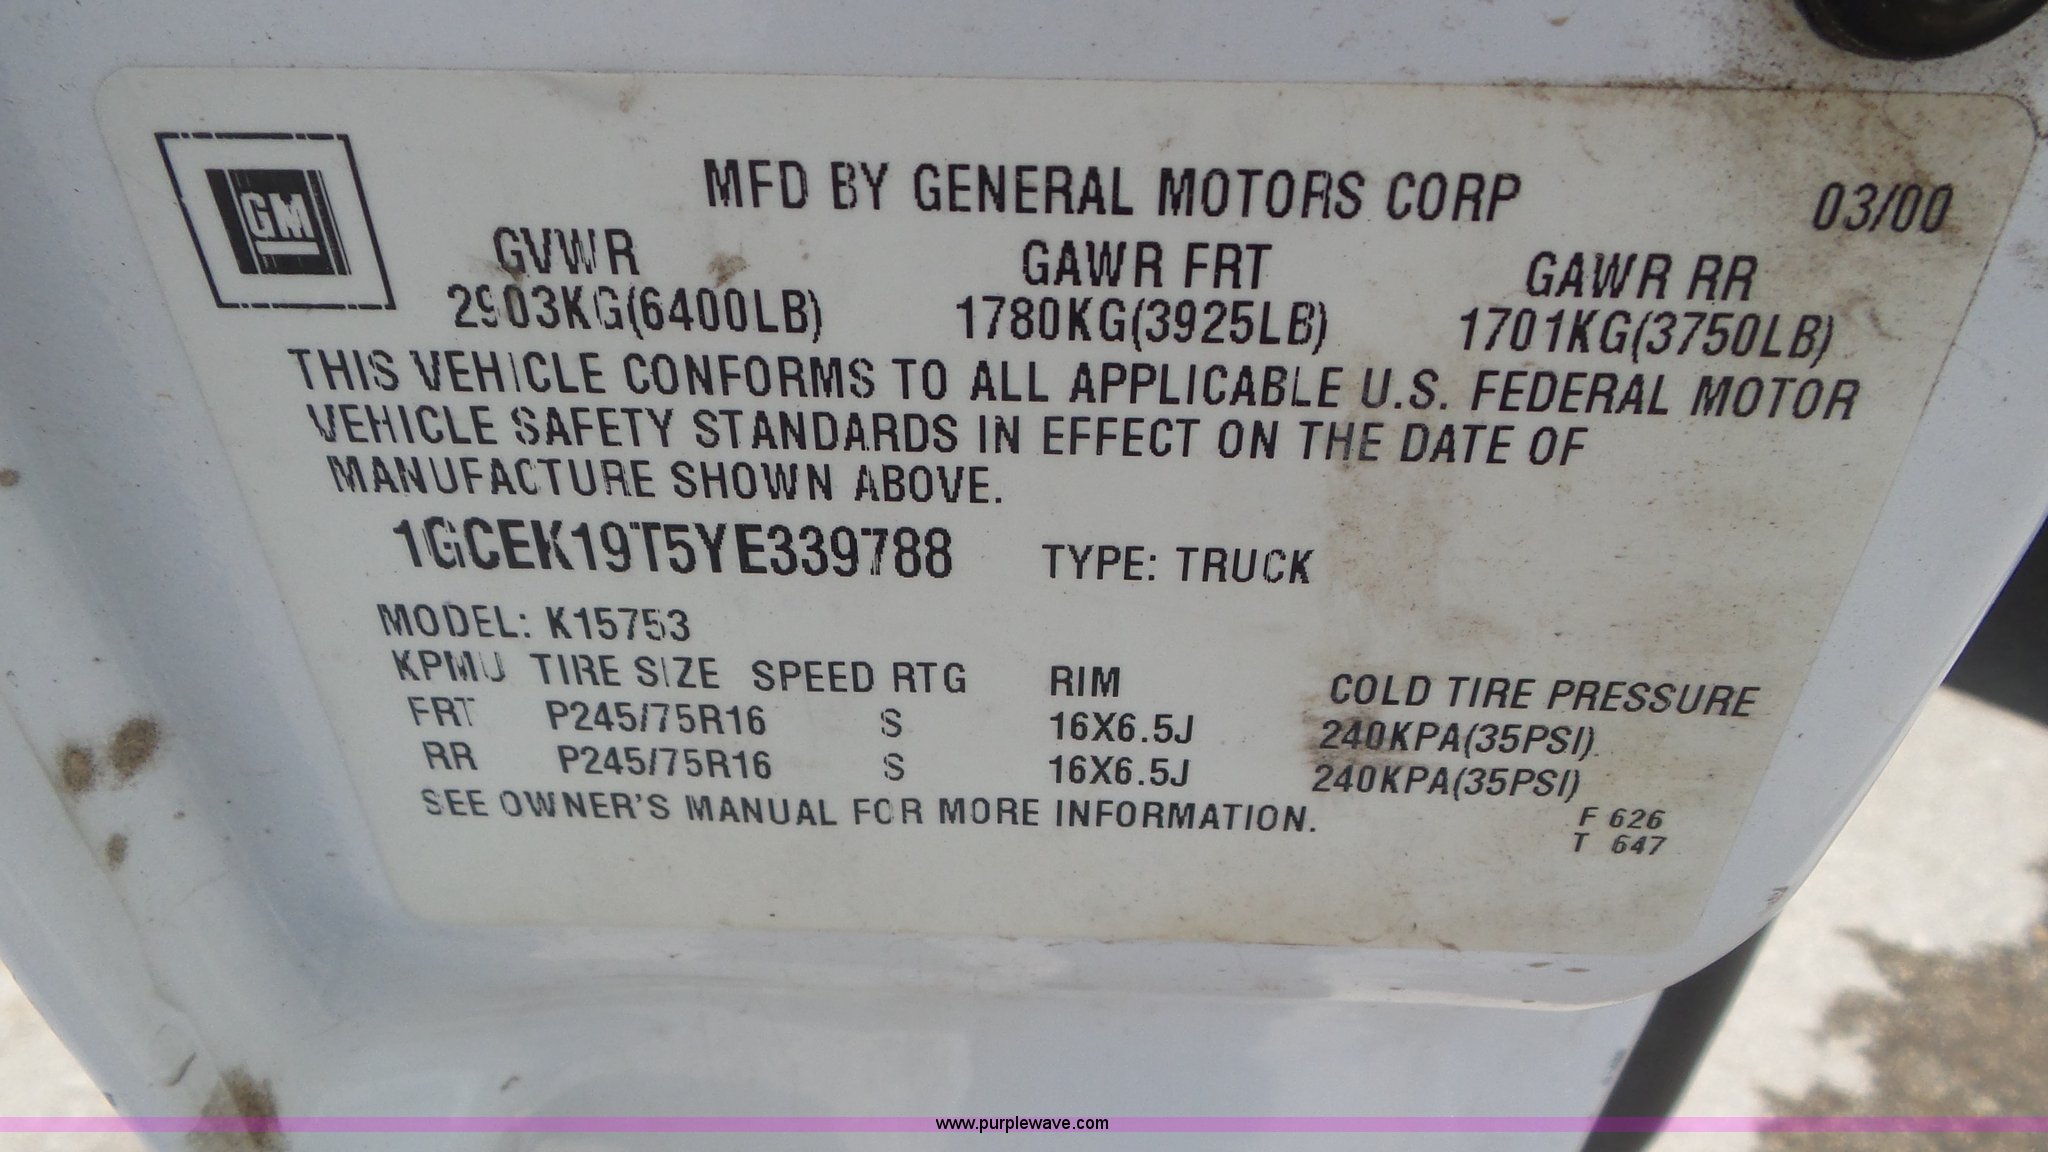 GM
MFD BY GENERAL MOTORS CORP 03/00
GVWR GAWR FRT GAWR RR
2903KG(6400LB) 1780KG(3925LB) 1701KG(3750LB)
THIS VEHICLE CONFORMS TO ALL APPLICABLE U.S. FEDERAL MOTOR
VEHICLE SAFETY STANDARDS IN EFFECT ON THE DATE OF
MANUFACTURE SHOWN ABOVE.
1GCEK19T5YE339788 TYPE: TRUCK
MODEL: K15753
KPMU TIRE SIZE SPEED RTG RIM COLD TIRE PRESSURE
FRT P245/75R16 S 16X6.5J 240KPA(35PSI)
RR P245/75R16 S 16X6.5J 240KPA(35PSI)
SEE OWNER'S MANUAL FOR MORE INFORMATION.
F 626
T 647
www.purplewave.com